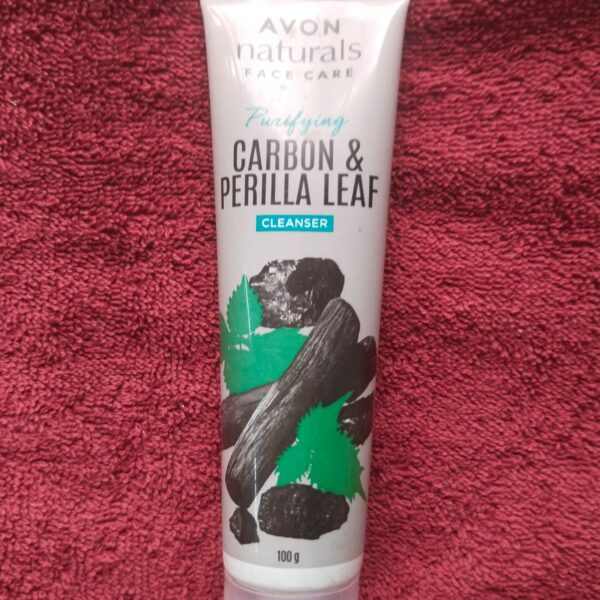 AVON
naturals
FACE CARE
Purifying
CARBON &
PERILLA LEAF
CLEANSER
100 g